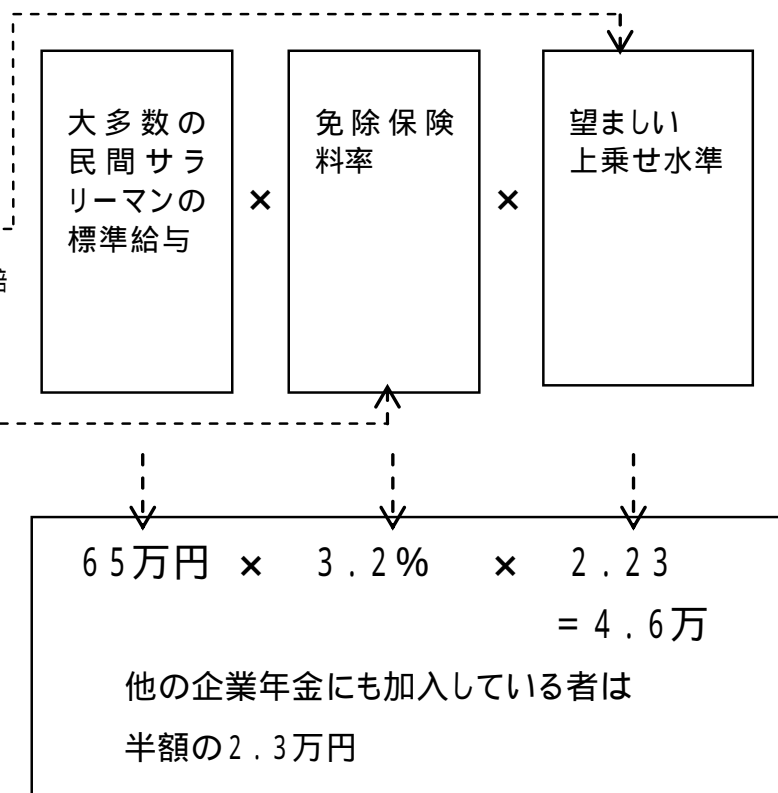 大多数の
民間サラ
リーマンの
標準給与
×
免除保険
料率
×
望ましい
上乗せ水準
65万円 × 3.2% × 2.23
=4.6万
他の企業年金にも加入している者は
半額の2.3万円